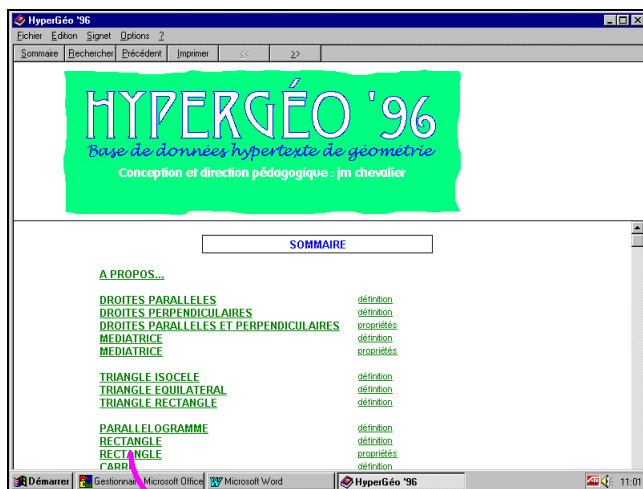 HyperGéo '96
Fichier Edition Signet Options ?
Sommaire Rechercher Précédent Imprimer << >>
HYPERGÉO '96
Base de données hypertexte de géométrie
Conception et direction pédagogique : jm chevalier
SOMMAIRE
A PROPOS...
DROITES PARALLELES définition
DROITES PERPENDICULAIRES définition
DROITES PARALLELES ET PERPENDICULAIRES propriétés
MEDIATRICE définition
MEDIATRICE propriétés
TRIANGLE ISOCELE définition
TRIANGLE EQUILATERAL définition
TRIANGLE RECTANGLE définition
PARALLELOGRAMME définition
RECTANGLE définition
RECTANGLE propriétés
CARRE définition
Démarrer Gestionnaire Microsoft Office Microsoft Word HyperGéo '96 11:01